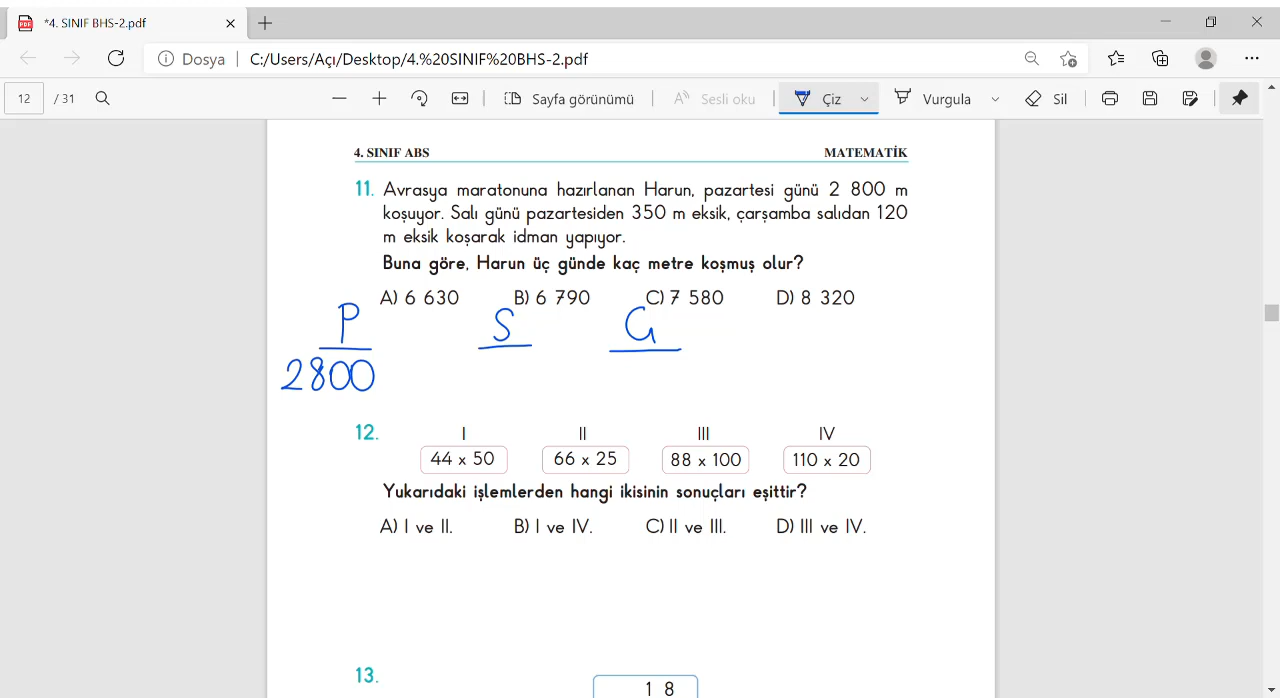 *4. SINIF BHS-2.pdf
Dosya | C:/Users/Açı/Desktop/4.%20SINIF%20BHS-2.pdf
12 / 31 Sayfa görünümü Sesli oku Çiz Vurgula Sil
4. SINIF ABS MATEMATİK
11. Avrasya maratonuna hazırlanan Harun, pazartesi günü 2 800 m
koşuyor. Salı günü pazartesiden 350 m eksik, çarşamba salıdan 120
m eksik koşarak idman yapıyor.
Buna göre, Harun üç günde kaç metre koşmuş olur?
A) 6 630 B) 6 790 C) 7 580 D) 8 320
P S Ç
2800
12. I II III IV
44 x 50 66 x 25 88 x 100 110 x 20
Yukarıdaki işlemlerden hangi ikisinin sonuçları eşittir?
A) I ve II. B) I ve IV. C) II ve III. D) III ve IV.
13.
1 8